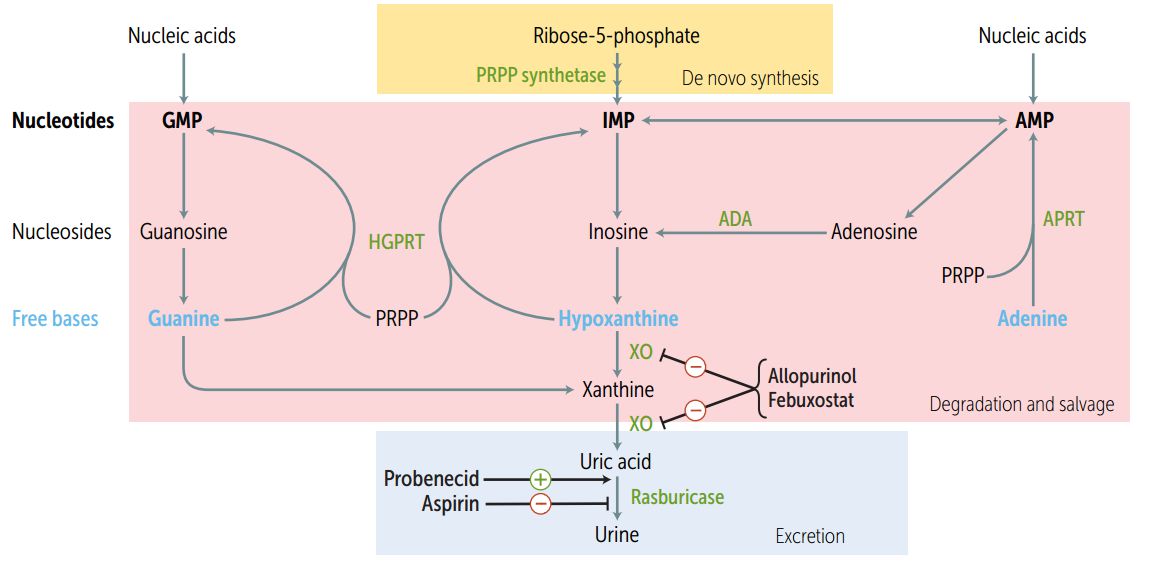 Nucleic acids
Ribose-5-phosphate
Nucleic acids
PRPP synthetase
De novo synthesis
Nucleotides
GMP
IMP
AMP
Nucleosides
Guanosine
HGPRT
Inosine
ADA
Adenosine
APRT
PRPP
Free bases
Guanine
PRPP
Hypoxanthine
Adenine
XO
−
Allopurinol
Febuxostat
Xanthine
−
XO
Degradation and salvage
Uric acid
Probenecid
+
Aspirin
−
Rasburicase
Urine
Excretion